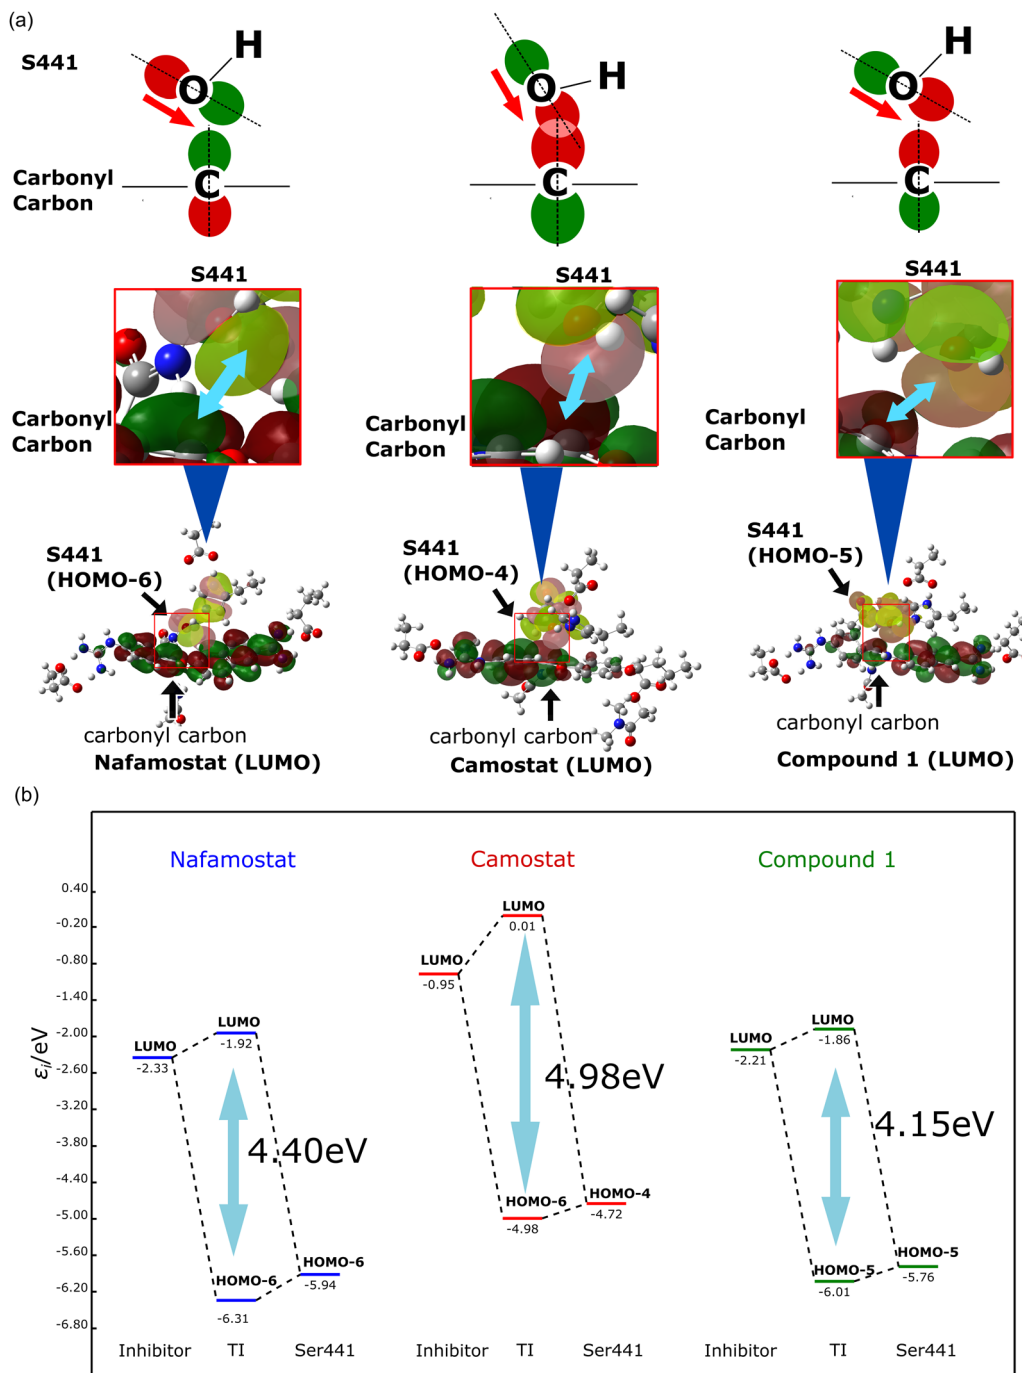 (a)
S441
O
H
Carbonyl
Carbon
C
O
H
C
O
H
C
S441
S441
S441
Carbonyl
Carbon
Carbonyl
Carbon
Carbonyl
Carbon
S441
(HOMO-6)
S441
(HOMO-4)
S441
(HOMO-5)
carbonyl carbon
Nafamostat (LUMO)
carbonyl carbon
Camostat (LUMO)
carbonyl carbon
Compound 1 (LUMO)
(b)
Nafamostat
Camostat
Compound 1
εi/eV
0.40
-0.20
-0.80
-1.40
-2.00
-2.60
-3.20
-3.80
-4.40
-5.00
-5.60
-6.20
-6.80
LUMO
-2.33
LUMO
-1.92
4.40eV
HOMO-6
-6.31
HOMO-6
-5.94
LUMO
-0.95
LUMO
0.01
4.98eV
HOMO-6
-4.98
HOMO-4
-4.72
LUMO
-2.21
LUMO
-1.86
4.15eV
HOMO-5
-6.01
HOMO-5
-5.76
Inhibitor TI Ser441
Inhibitor TI Ser441
Inhibitor TI Ser441